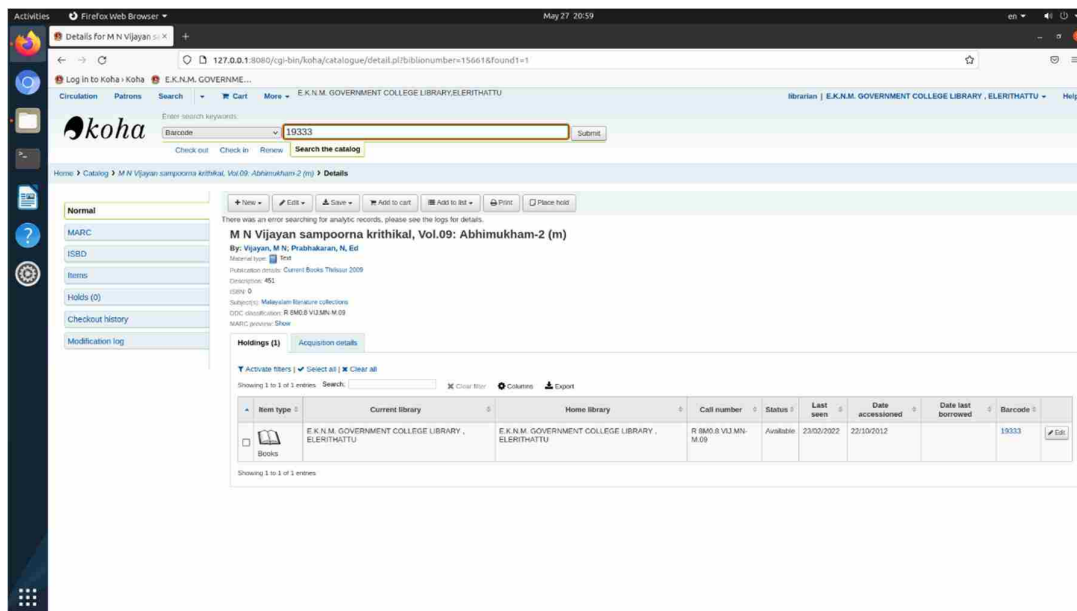 Activities Firefox Web Browser May 27 20:59 en
Details for M N Vijayan s
127.0.0.1:8080/cgi-bin/koha/catalogue/detail.pl?biblionumber=15661&found1=1
Log in to Koha › Koha E.K.N.M. GOVERNME...
Circulation Patrons Search Cart More E.K.N.M. GOVERNMENT COLLEGE LIBRARY,ELERITHATTU librarian | E.K.N.M. GOVERNMENT COLLEGE LIBRARY , ELERITHATTU Help
koha
Enter search keywords:
Barcode 19333 Submit
Check out Check in Renew Search the catalog
Home Catalog M N Vijayan sampoorna krithikal, Vol.09: Abhimukham-2 (m) Details
+ New Edit Save Add to cart Add to list Print Place hold
There was an error searching for analytic records, please see the logs for details.
Normal
MARC
ISBD
Items
Holds (0)
Checkout history
Modification log
M N Vijayan sampoorna krithikal, Vol.09: Abhimukham-2 (m)
By: Vijayan, M N; Prabhakaran, N, Ed
Material type: Text
Publication details: Current Books Thrissur 2009
Description: 451
ISBN: 0
Subject(s): Malayalam literature collections
DDC classification: R 8M0.8 VIJ.MN-M.09
MARC preview: Show
Holdings (1) Acquisition details
Activate filters | Select all | Clear all
Showing 1 to 1 of 1 entries Search: Clear filter Columns Export
Item type Current library Home library Call number Status Last seen Date accessioned Date last borrowed Barcode
Books E.K.N.M. GOVERNMENT COLLEGE LIBRARY , ELERITHATTU E.K.N.M. GOVERNMENT COLLEGE LIBRARY , ELERITHATTU R 8M0.8 VIJ.MN-M.09 Available 23/02/2022 22/10/2012 19333 Edit
Showing 1 to 1 of 1 entries